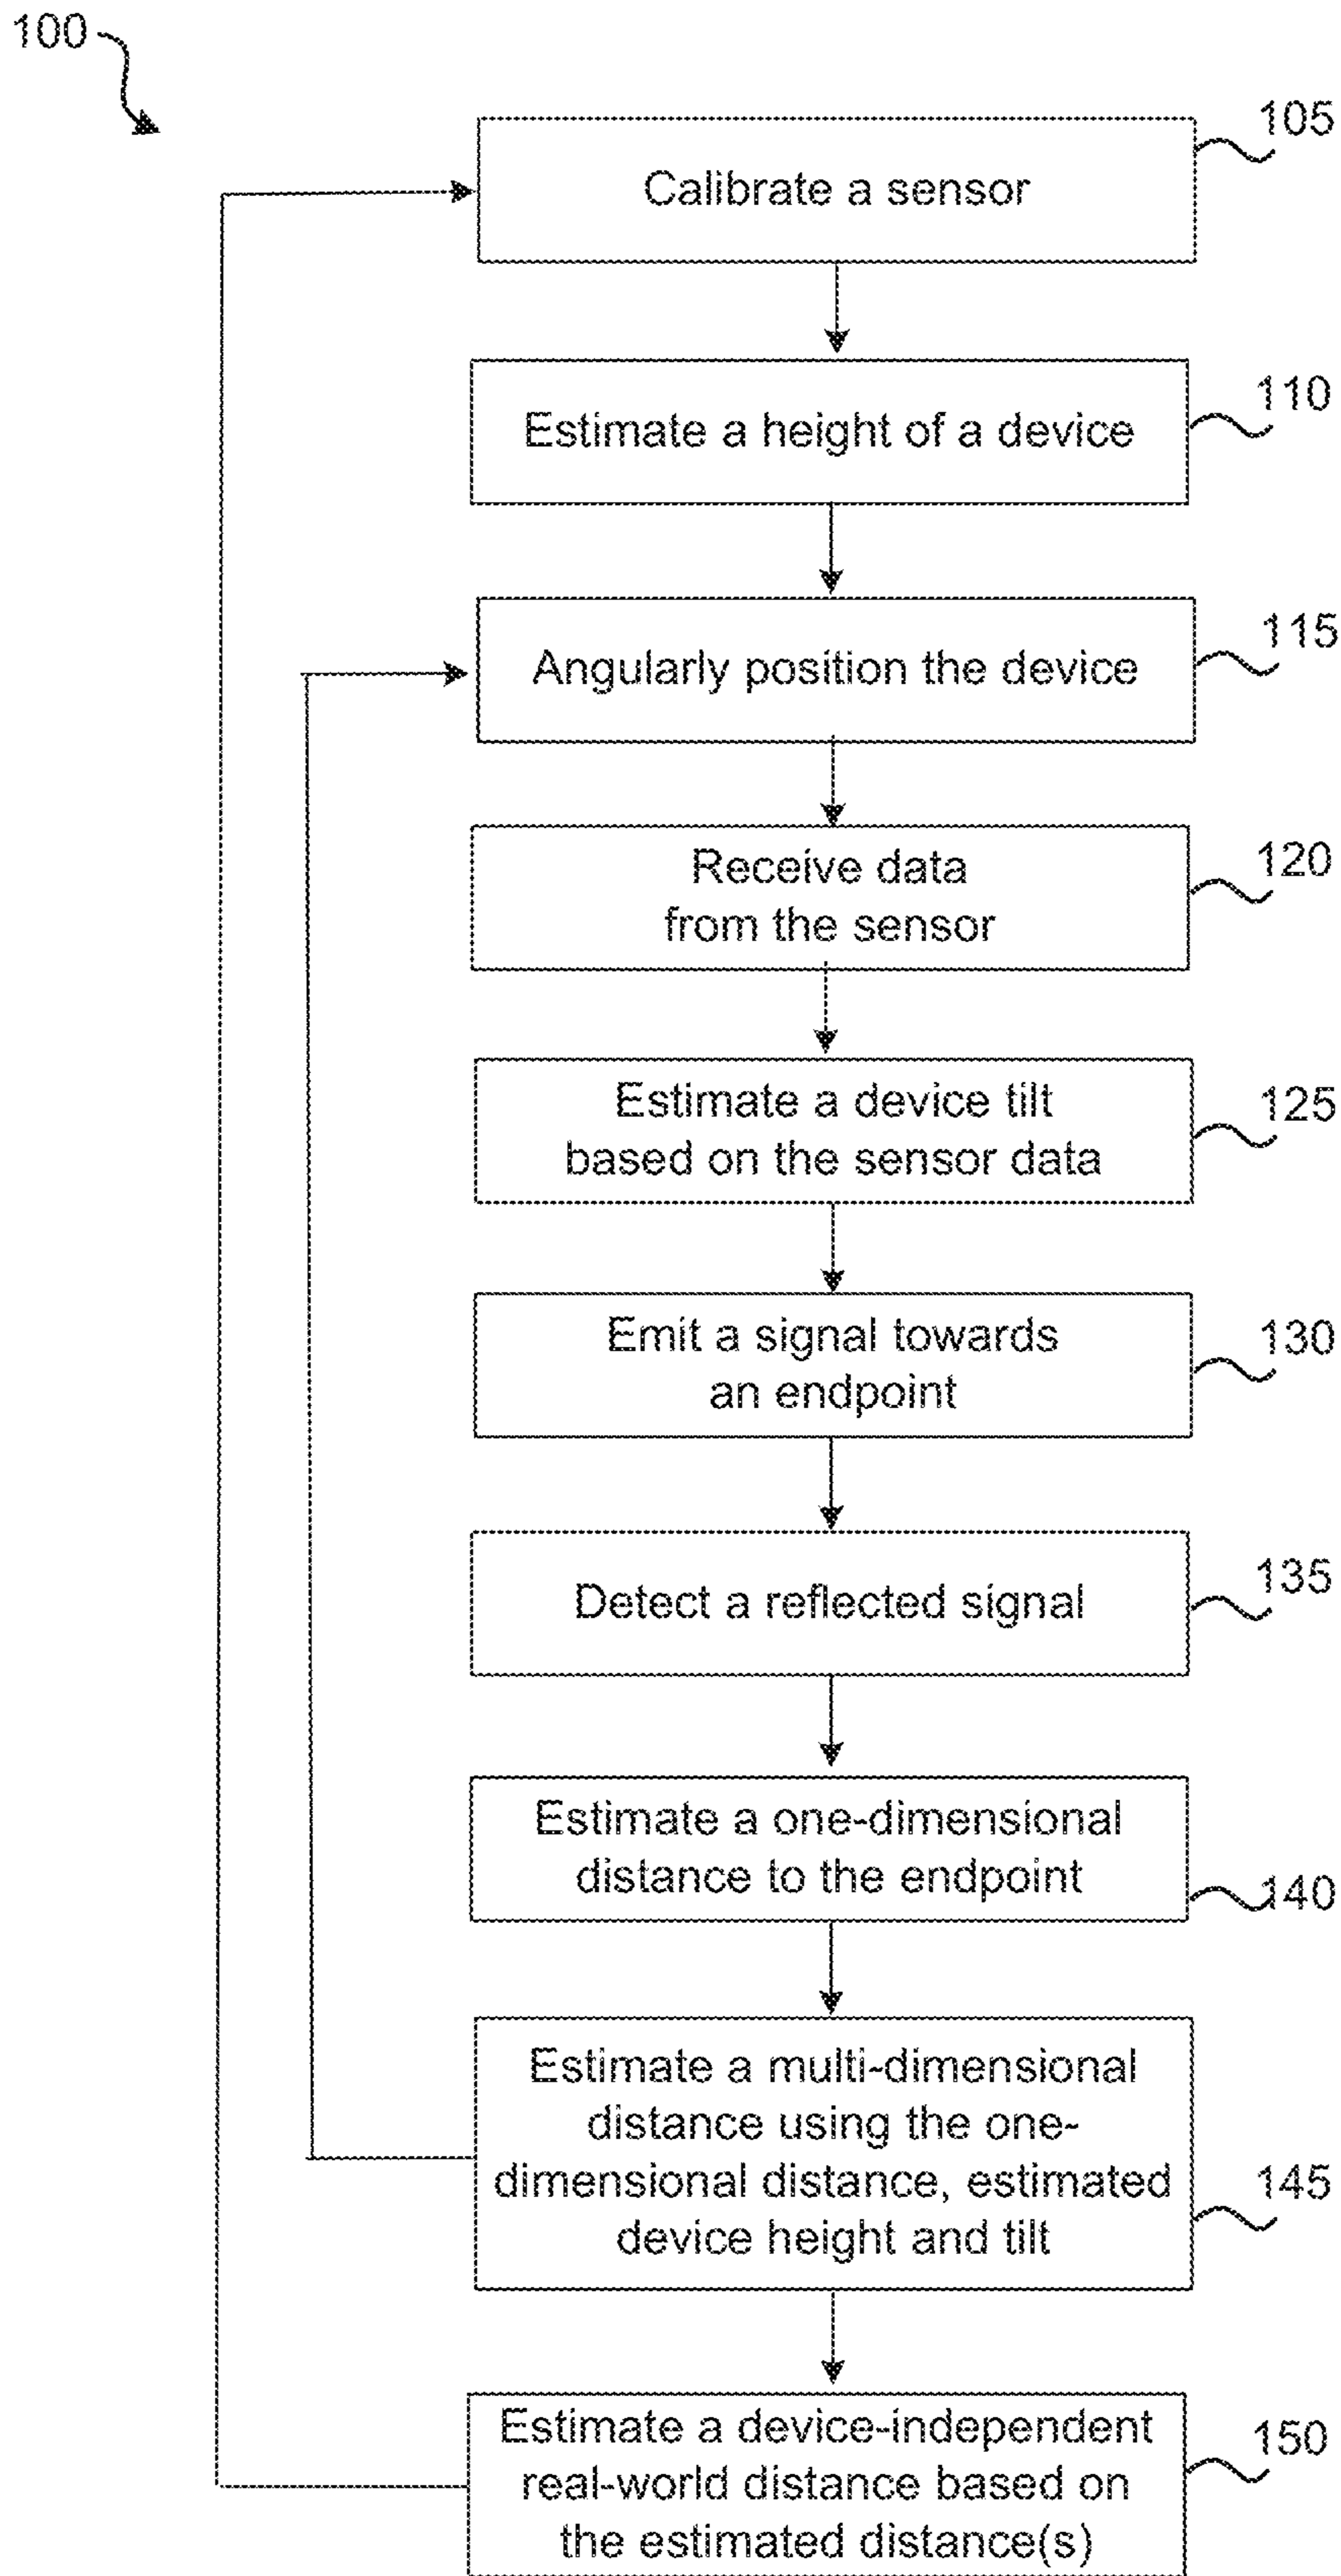 100
105
Calibrate a sensor
110
Estimate a height of a device
115
Angularly position the device
120
Receive data
from the sensor
125
Estimate a device tilt
based on the sensor data
130
Emit a signal towards
an endpoint
135
Detect a reflected signal
Estimate a one-dimensional
distance to the endpoint
140
Estimate a multi-dimensional
distance using the one-
dimensional distance, estimated
145
device height and tilt
Estimate a device-independent
150
real-world distance based on
the estimated distance(s)